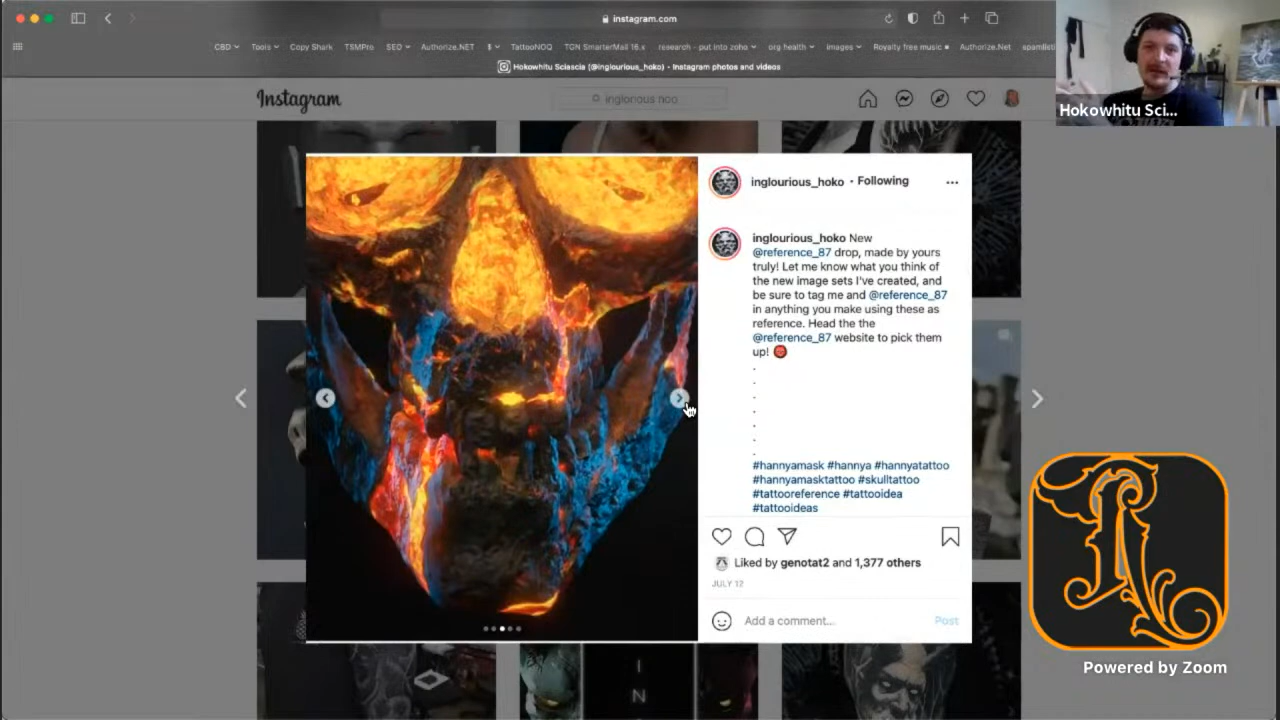 instagram.com
CBD
Tools
Copy Shark
TSMPro
SEO
Authorize.NET
$
TattooNOQ
TGN SmarterMail 16.x
research - put into zoho
org health
images
Royalty free music
Authorize.Net
spamlisti
Hokowhitu Sciascia (@inglourious_hoko) • Instagram photos and videos
Hokowhitu Sci...
Instagram
inglorious hoo
inglourious_hoko • Following
inglourious_hoko New
@reference_87 drop, made by yours
truly! Let me know what you think of
the new image sets I've created, and
be sure to tag me and @reference_87
in anything you make using these as
reference. Head the the
@reference_87 website to pick them
up!
.
.
.
.
.
.
.
#hannyamask #hannya #hannyatattoo
#hannyamasktattoo #skulltattoo
#tattooreference #tattooidea
#tattooideas
Liked by genotat2 and 1,377 others
JULY 12
Add a comment...
Post
I
N
Powered by Zoom